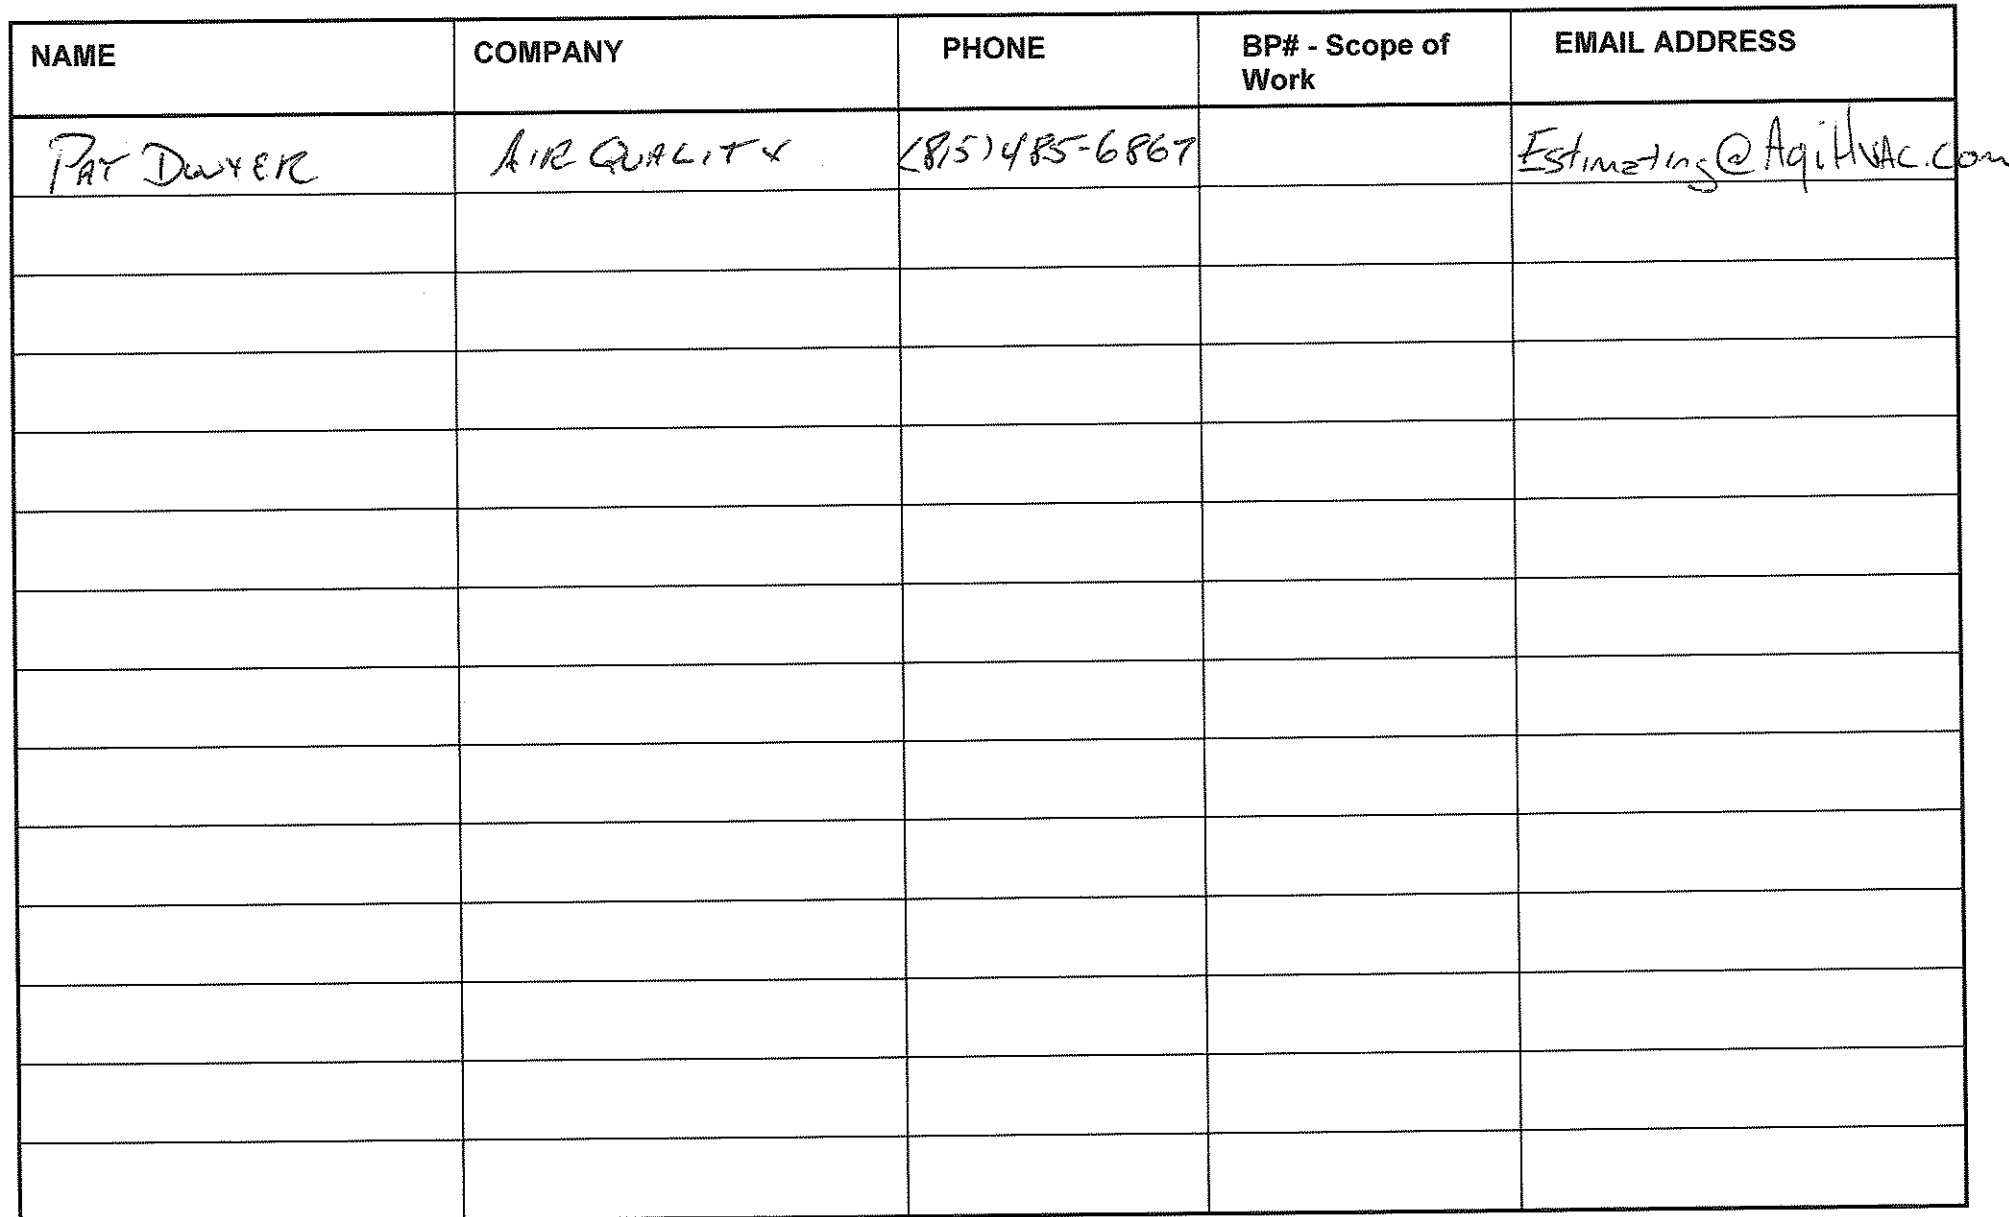 NAME COMPANY PHONE BP# - Scope of EMAIL ADDRESS
Work
PAT DWYER AIR QUALITY (815)485-6867 Estimating@AqiHVAC.com